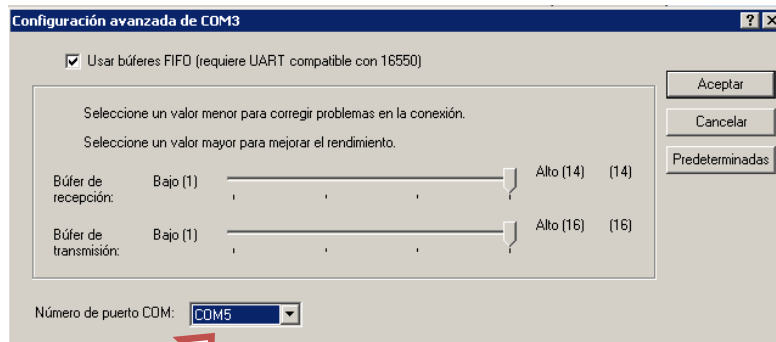 Configuración avanzada de COM3
Usar búferes FIFO (requiere UART compatible con 16550)
Aceptar
Seleccione un valor menor para corregir problemas en la conexión.
Cancelar
Seleccione un valor mayor para mejorar el rendimiento.
Predeterminadas
Búfer de recepción: Bajo (1) Alto (14) (14)
Búfer de transmisión: Bajo (1) Alto (16) (16)
Número de puerto COM: COM5